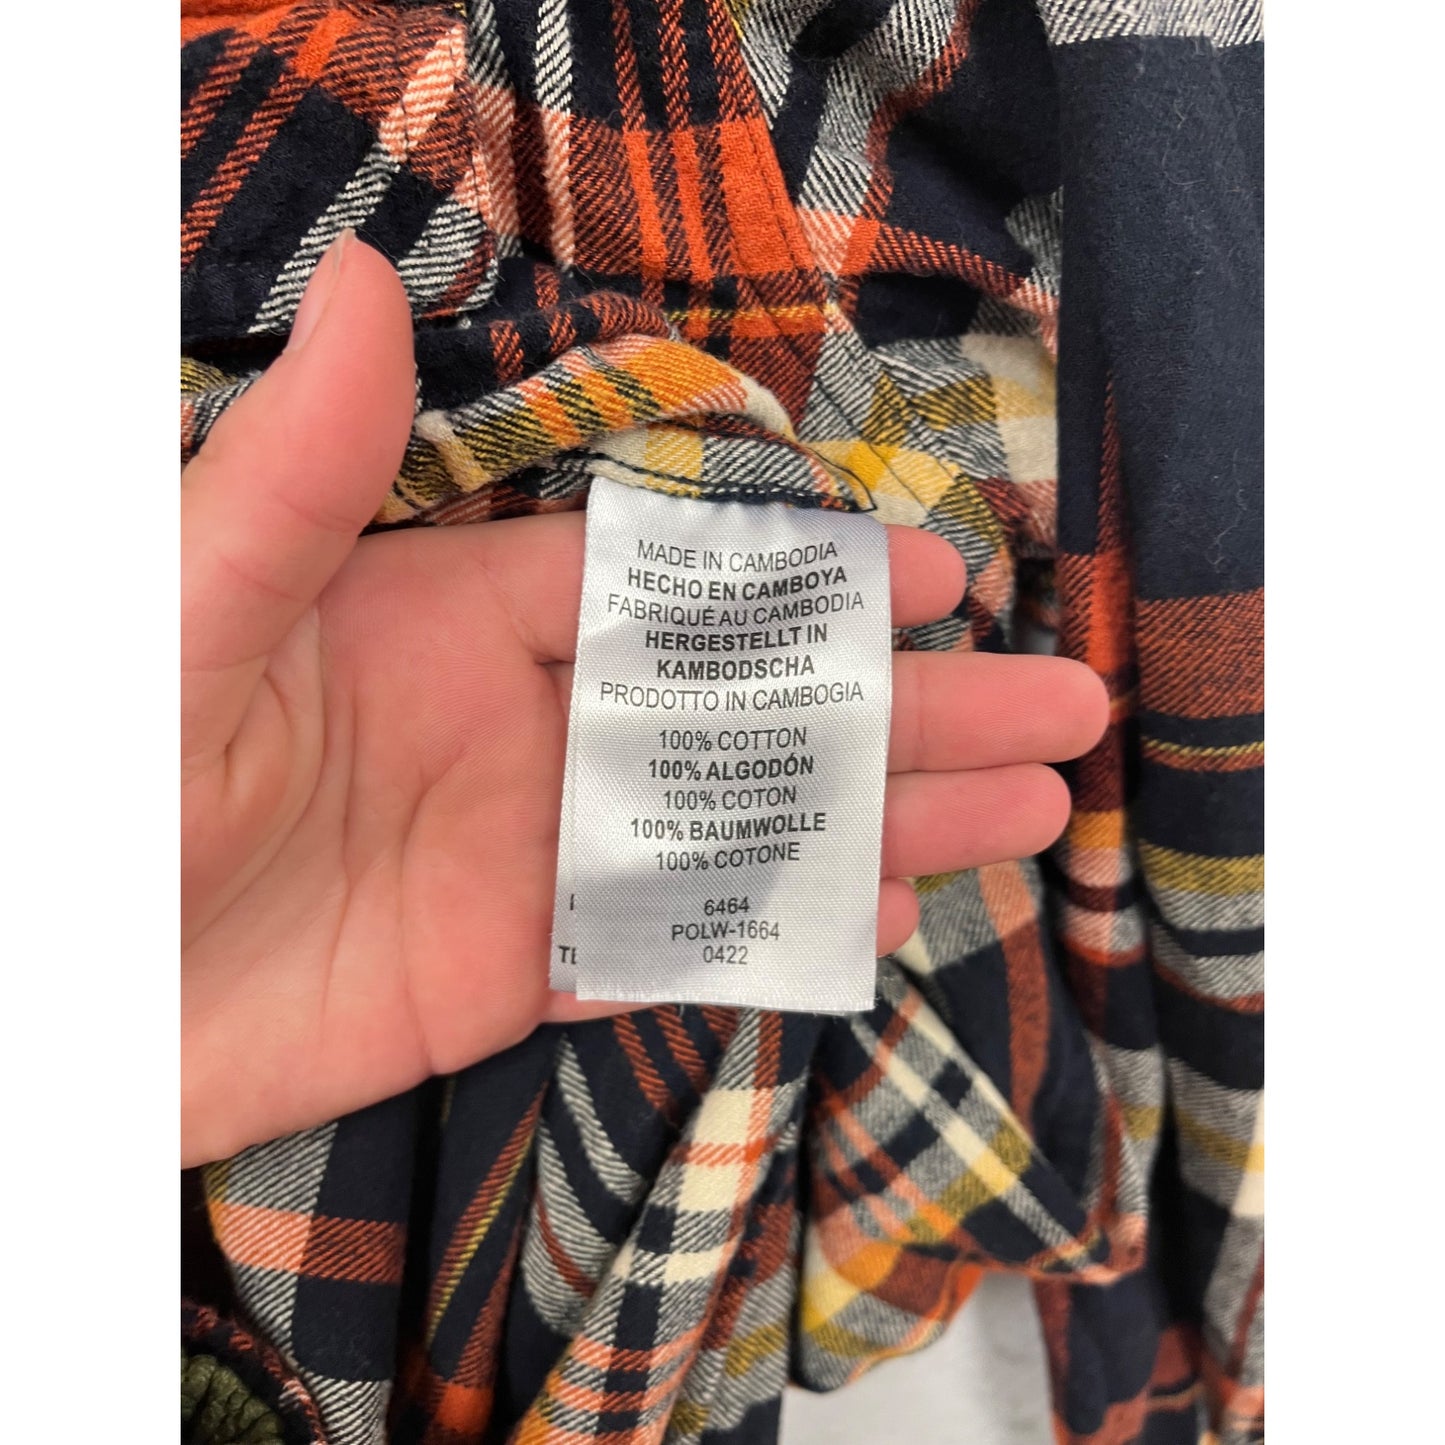 MADE IN CAMBODIA
HECHO EN CAMBOYA
FABRIQUÉ AU CAMBODIA
HERGESTELLT IN
KAMBODSCHA
PRODOTTO IN CAMBOGIA
100% COTTON
100% ALGODÓN
100% COTON
100% BAUMWOLLE
100% COTONE
6464
POLW-1664
0422